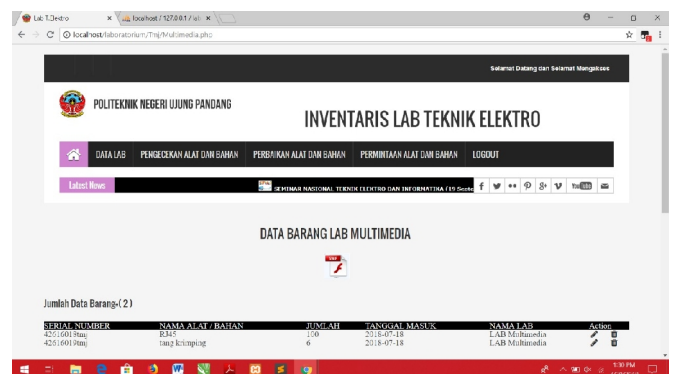 Lab T.Elektro
localhost / 127.0.0.1 / lab
localhost/laboratorium/Tmj/Multimedia.php
Selamat Datang dan Selamat Mengakses
POLITEKNIK NEGERI UJUNG PANDANG
INVENTARIS LAB TEKNIK ELEKTRO
DATA LAB PENGECEKAN ALAT DAN BAHAN PERBAIKAN ALAT DAN BAHAN PERMINTAAN ALAT DAN BAHAN LOGOUT
Latest News
SEMINAR NASIONAL TEKNIK ELEKTRO DAN INFORMATIKA (19 Septe
DATA BARANG LAB MULTIMEDIA
Jumlah Data Barang=( 2 )
SERIAL NUMBER NAMA ALAT / BAHAN JUMLAH TANGGAL MASUK NAMA LAB Action
42616019tmj RJ45 100 2018-07-18 LAB Multimedia
42616019tmj tang krimping 6 2018-07-18 LAB Multimedia
1:30 PM